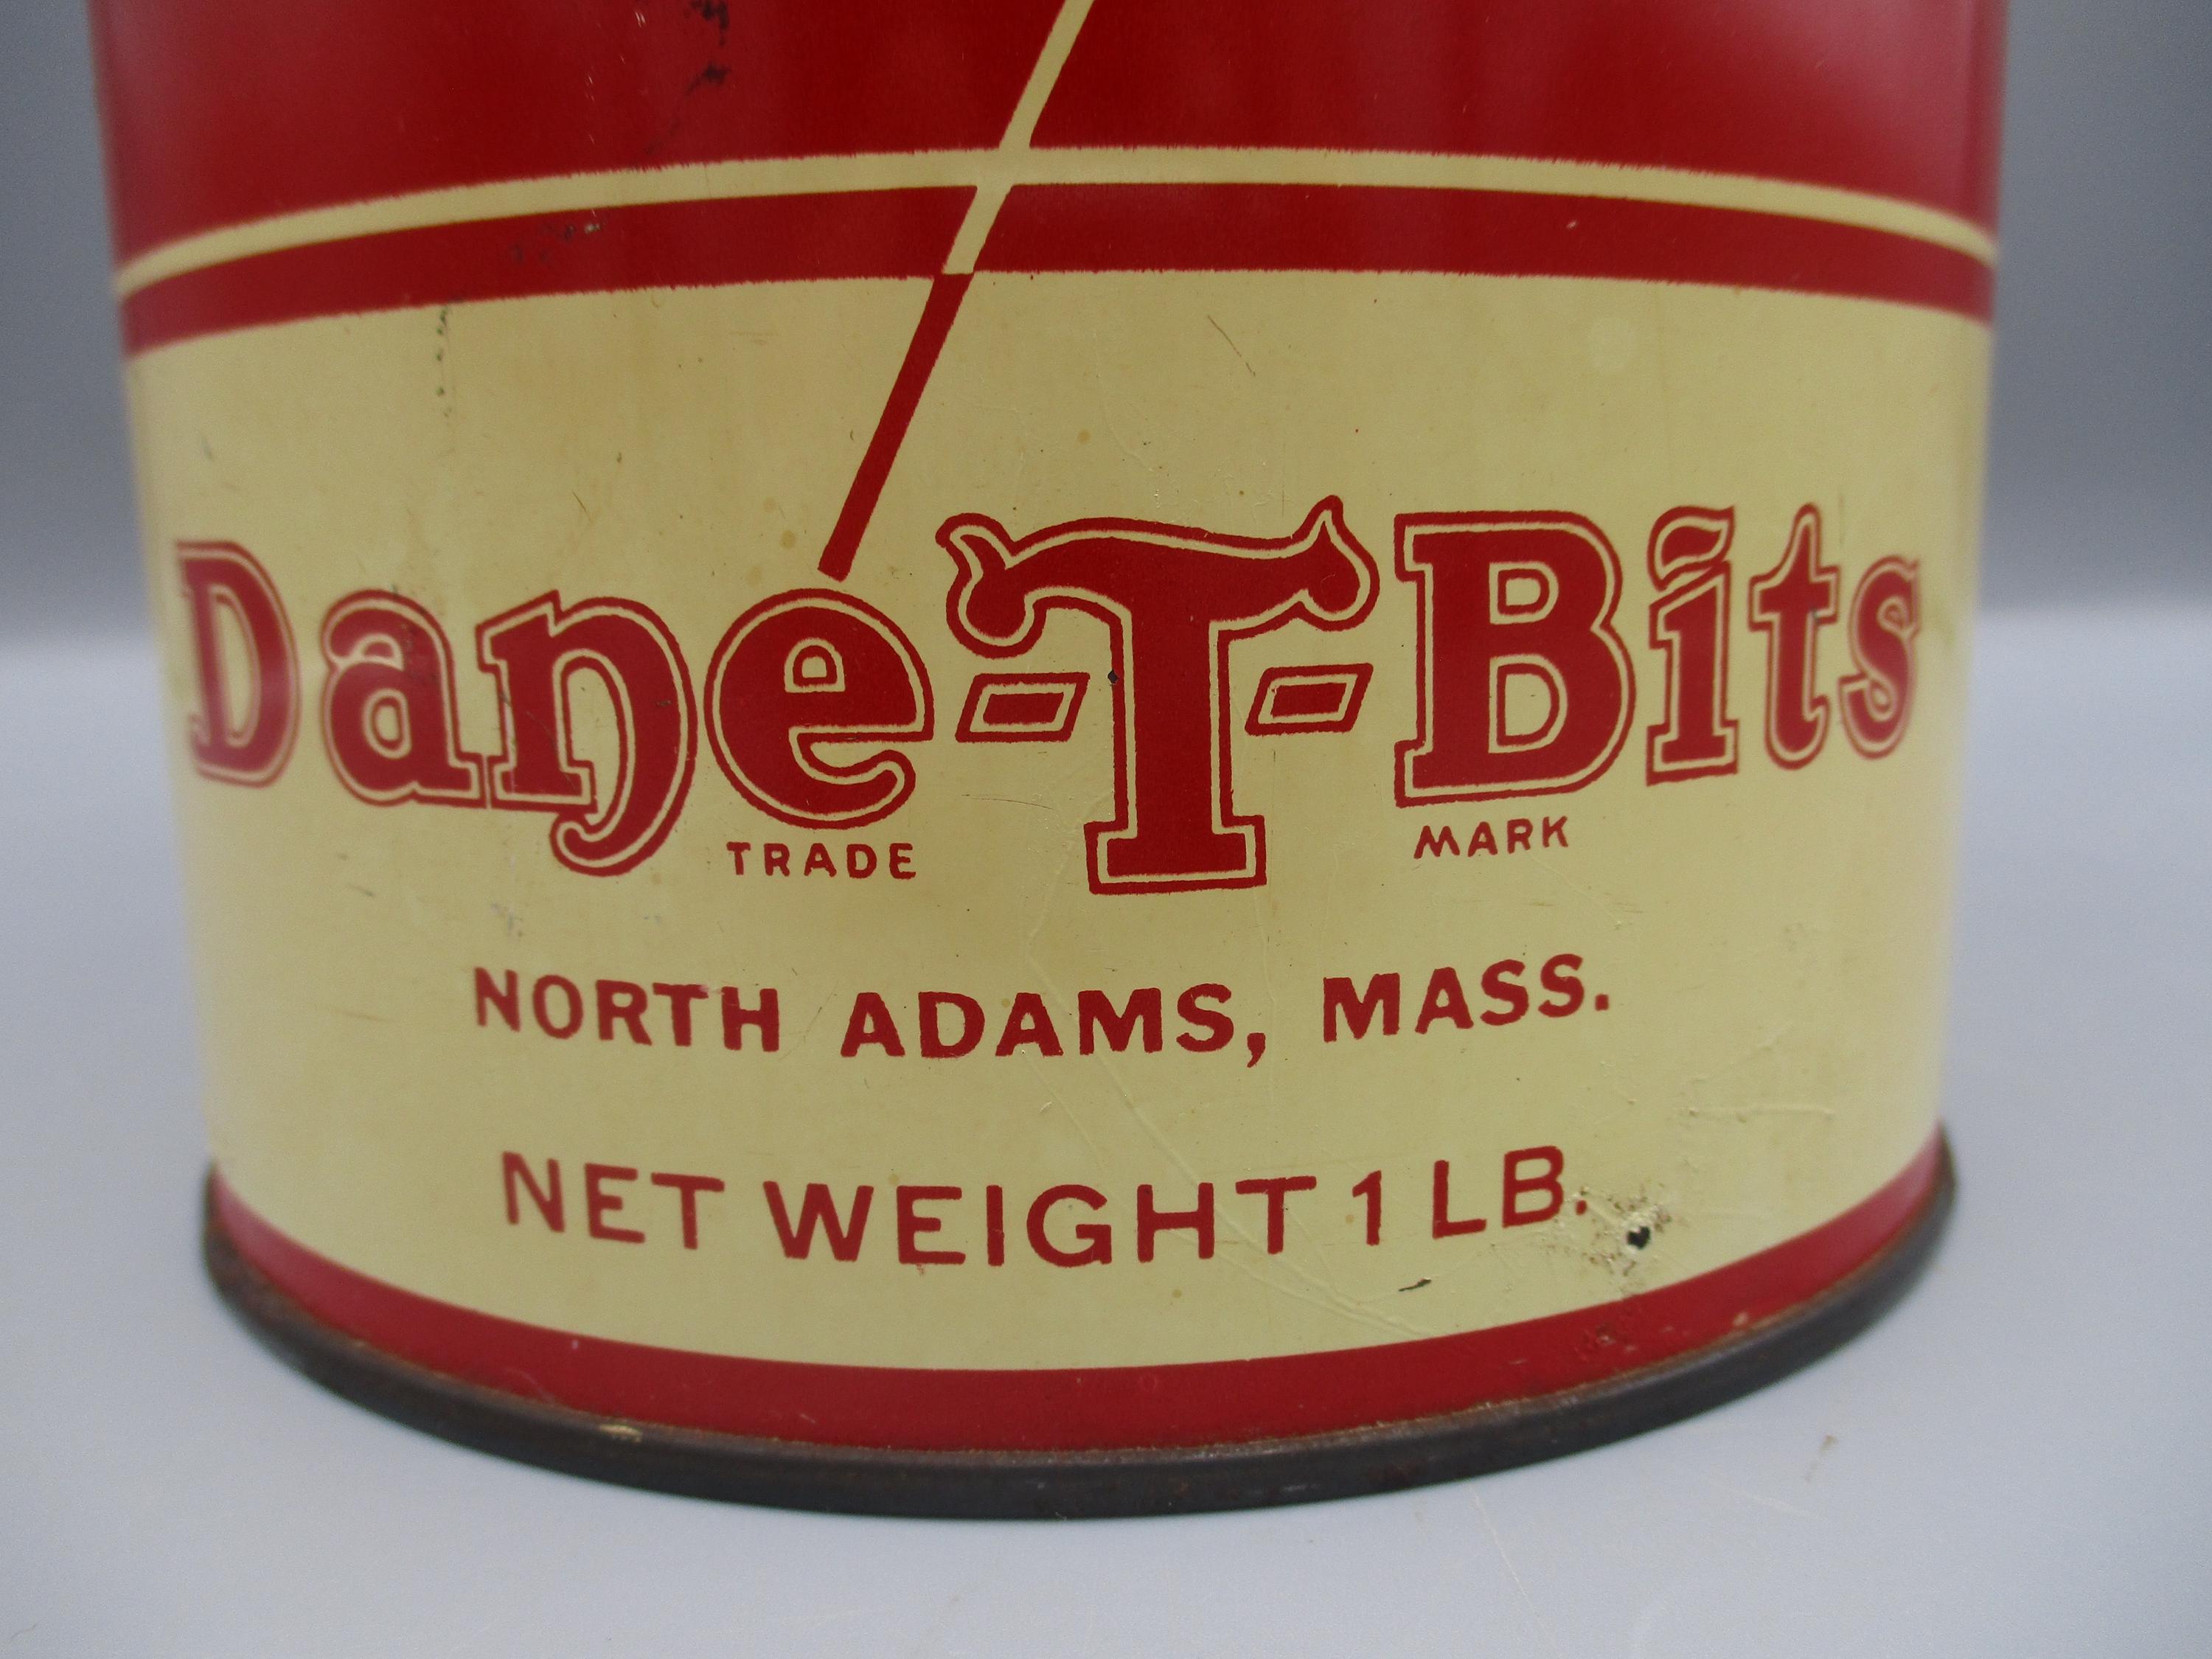 Dane-T-Bits
TRADE MARK
NORTH ADAMS, MASS.
NET WEIGHT 1 LB.